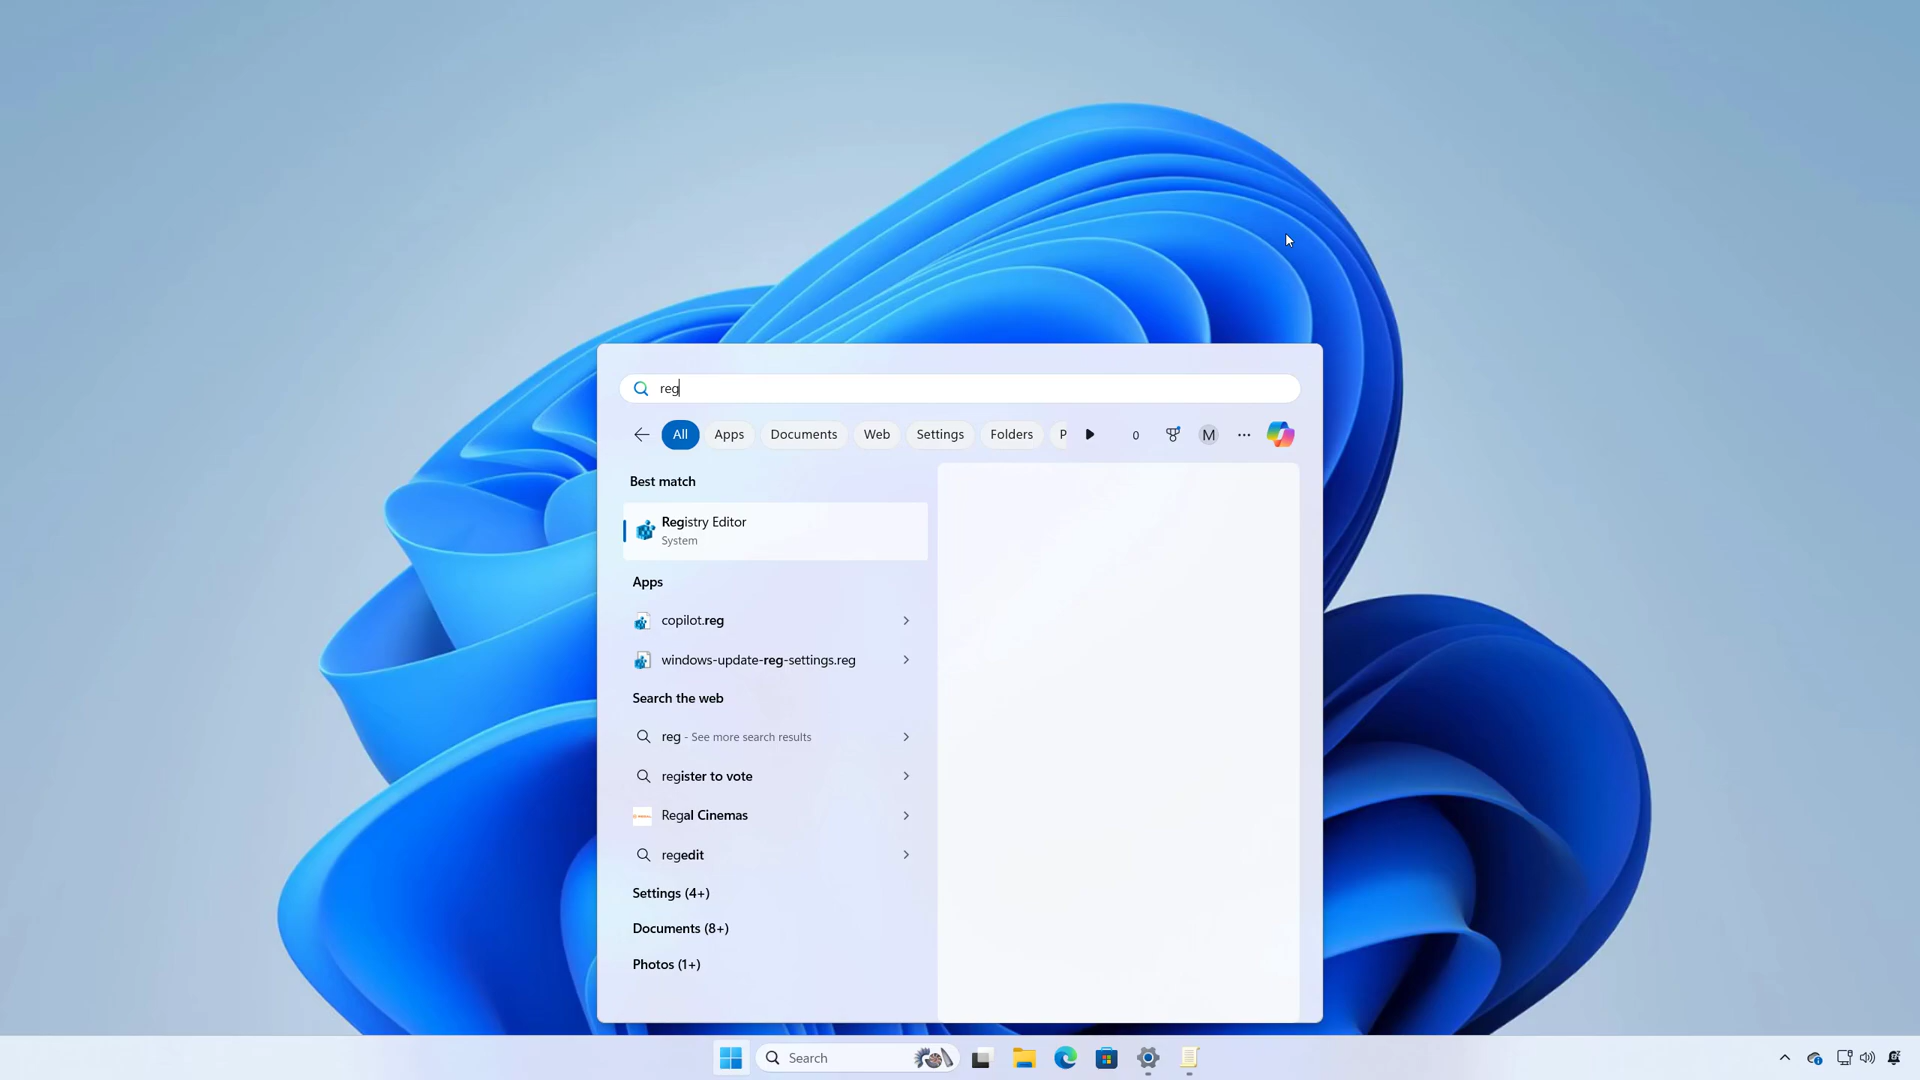 reg
All Apps Documents Web Settings Folders P 0 M ...
Best match
Registry Editor
System
Apps
copilot.reg
windows-update-reg-settings.reg
Search the web
reg - See more search results
register to vote
Regal Cinemas
regedit
Settings (4+)
Documents (8+)
Photos (1+)
Search